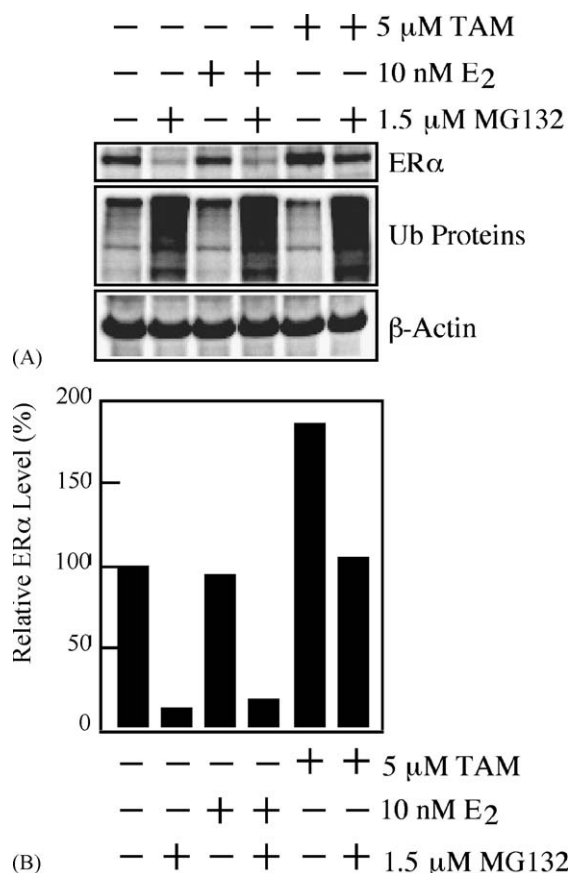 – – – – + + 5 µM TAM
– – + + – – 10 nM E2
– + – + – + 1.5 µM MG132
ERα
Ub Proteins
β-Actin
(A)
200
150
100
50
0
Relative ERα Level (%)
– – – – + + 5 µM TAM
– – + + – – 10 nM E2
(B) – + – + – + 1.5 µM MG132